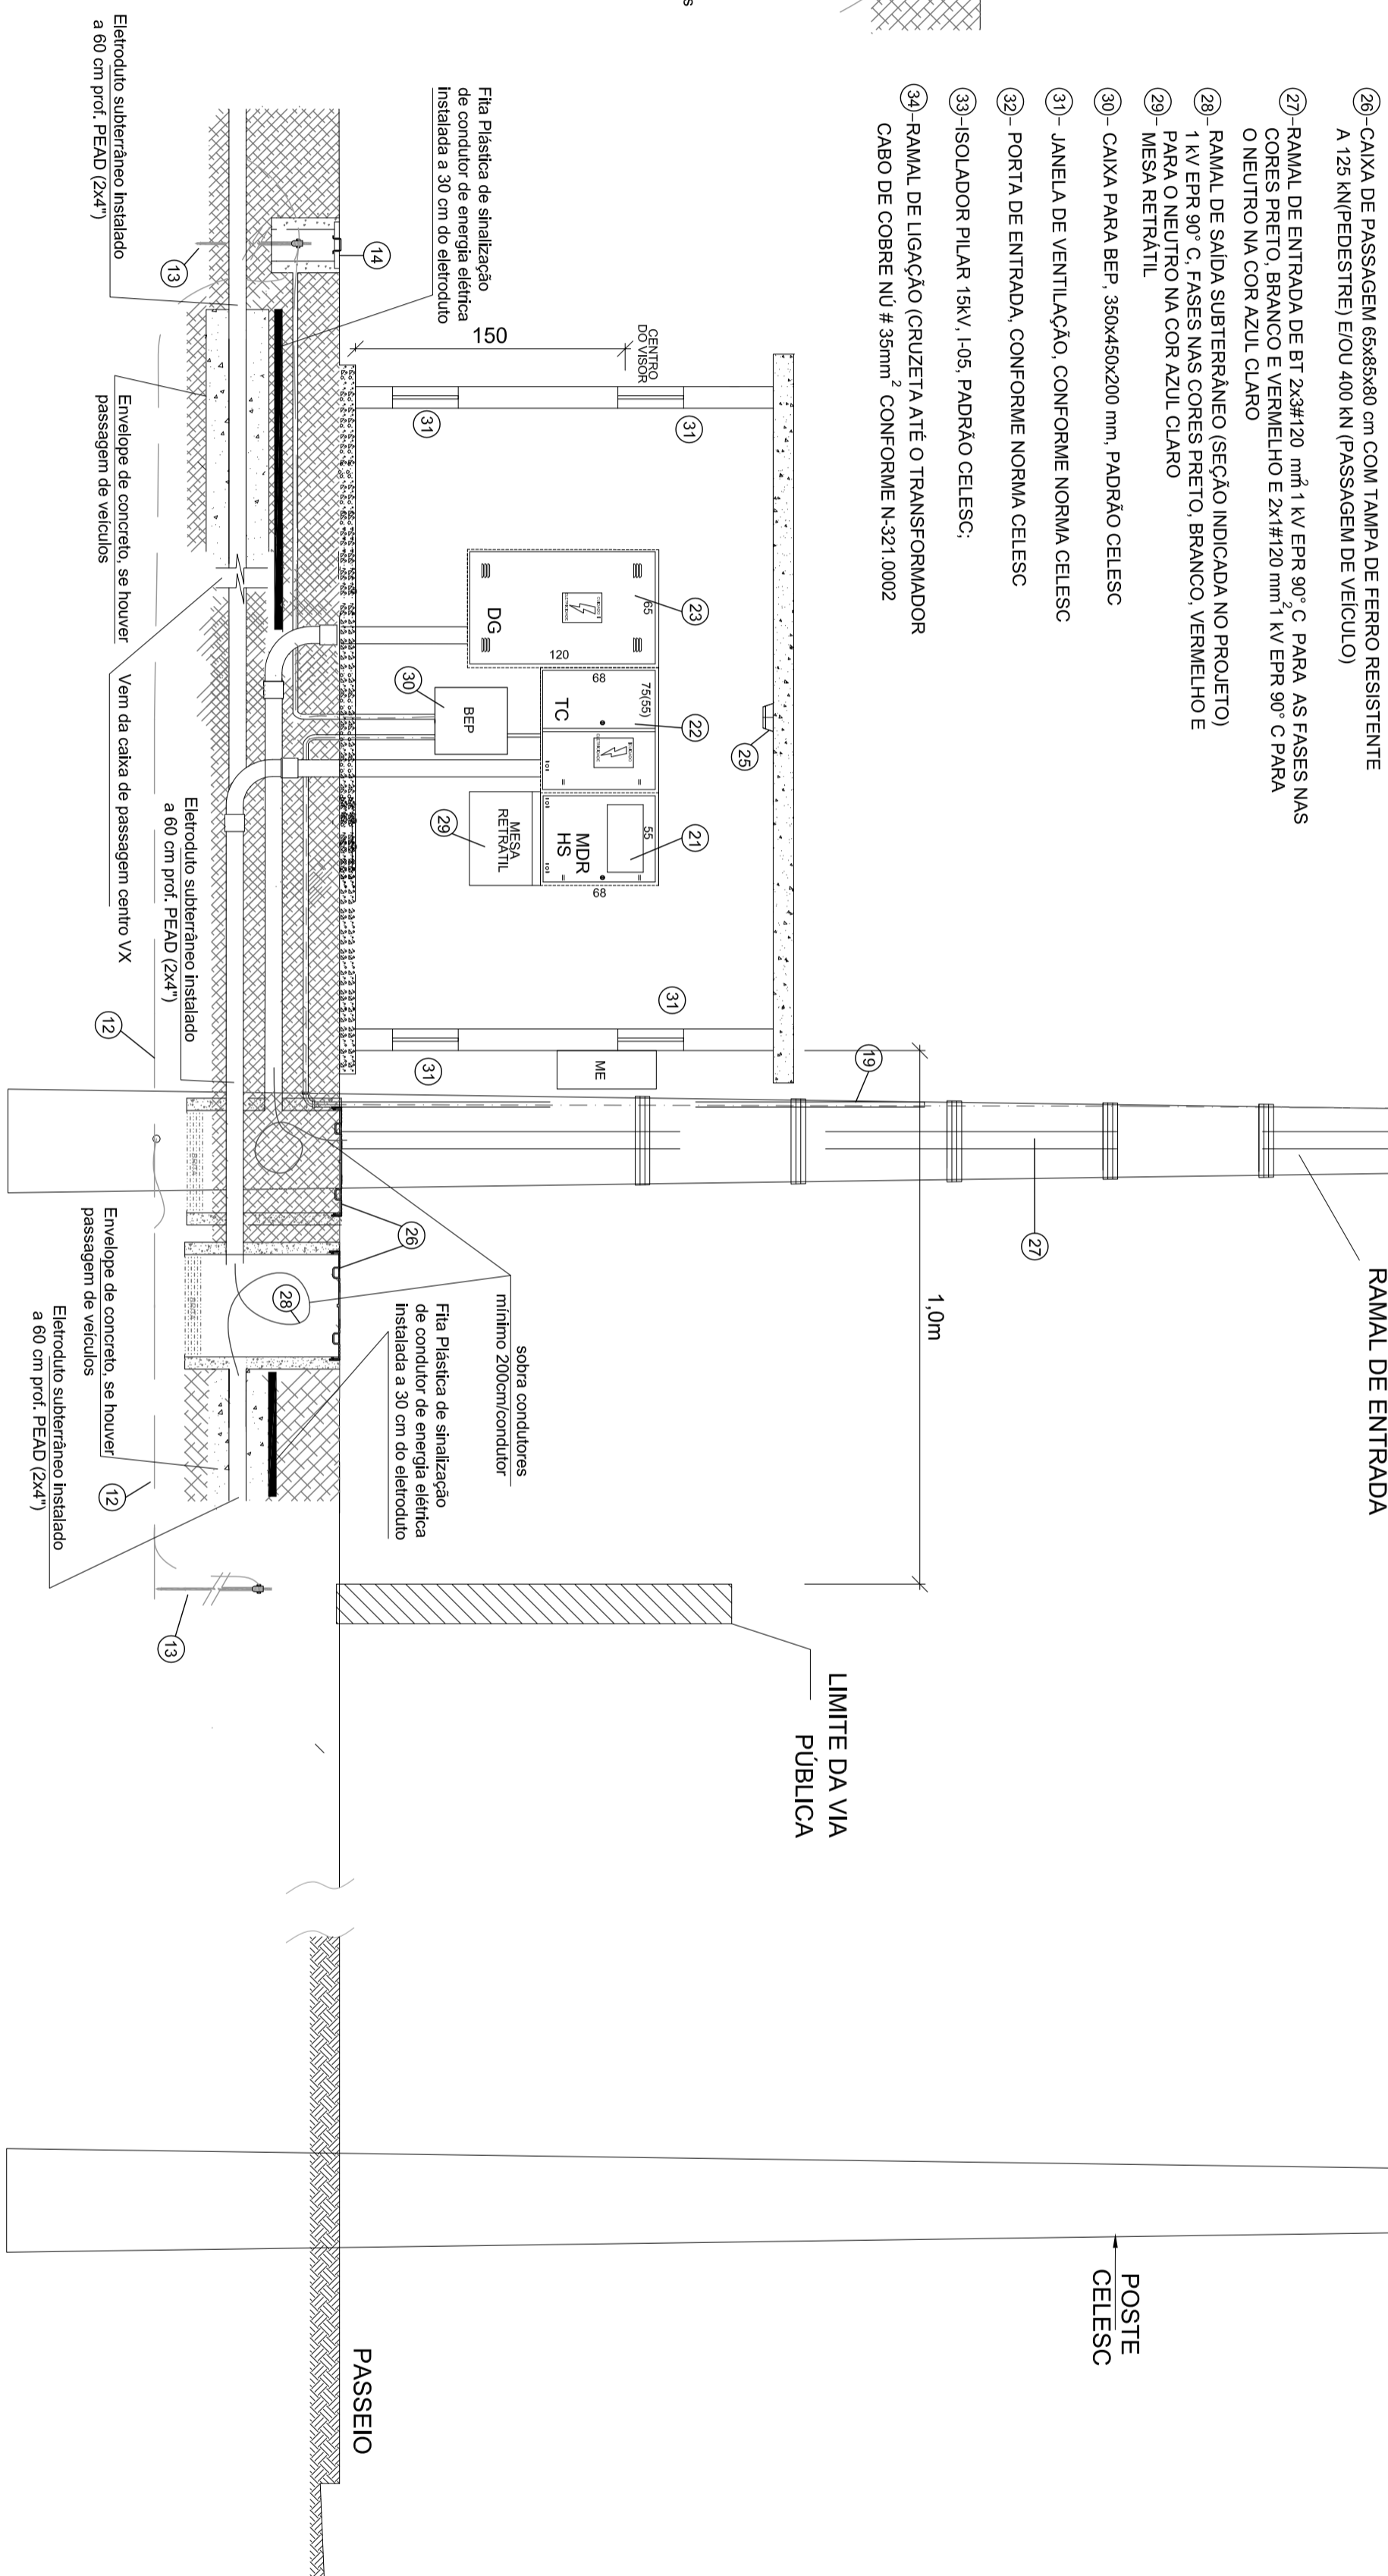 26-CAIXA DE PASSAGEM 65x85x80 cm COM TAMPA DE FERRO RESISTENTE
A 125 kN(PEDESTRE) E/OU 400 kN (PASSAGEM DE VEÍCULO)
27-RAMAL DE ENTRADA DE BT 2x3#120 mm² 1 kV EPR 90° C PARA AS FASES NAS
CORES PRETO, BRANCO E VERMELHO E 2x1#120 mm² 1 kV EPR 90° C PARA
O NEUTRO NA COR AZUL CLARO
28- RAMAL DE SAÍDA SUBTERRÂNEO (SEÇÃO INDICADA NO PROJETO)
1 kV EPR 90° C, FASES NAS CORES PRETO, BRANCO, VERMELHO E
PARA O NEUTRO NA COR AZUL CLARO
29- MESA RETRÁTIL
30- CAIXA PARA BEP, 350x450x200 mm, PADRÃO CELESC
31- JANELA DE VENTILAÇÃO, CONFORME NORMA CELESC
32- PORTA DE ENTRADA, CONFORME NORMA CELESC
33-ISOLADOR PILAR 15kV, I-05, PADRÃO CELESC;
34-RAMAL DE LIGAÇÃO (CRUZETA ATÉ O TRANSFORMADOR
CABO DE COBRE NÚ # 35mm² CONFORME N-321.0002
s
RAMAL DE ENTRADA
27
19
1,0m
LIMITE DA VIA
PÚBLICA
POSTE
CELESC
PASSEIO
25
CENTRO
DO VISOR
150
31
31
31
31
23
22
21
65
120
DG
75(55)
68
TC
55
MDR
HS
68
30
BEP
29
MESA
RETRÁTIL
ME
Fita Plástica de sinalização
de condutor de energia elétrica
instalada a 30 cm do eletroduto
14
13
Eletroduto subterrâneo instalado
a 60 cm prof. PEAD (2x4")
Envelope de concreto, se houver
passagem de veículos
Vem da caixa de passagem centro VX
Eletroduto subterrâneo instalado
a 60 cm prof. PEAD (2x4")
12
26
28
sobra condutores
mínimo 200cm/condutor
Fita Plástica de sinalização
de condutor de energia elétrica
instalada a 30 cm do eletroduto
Envelope de concreto, se houver
passagem de veículos
Eletroduto subterrâneo instalado
a 60 cm prof. PEAD (2x4")
12
13